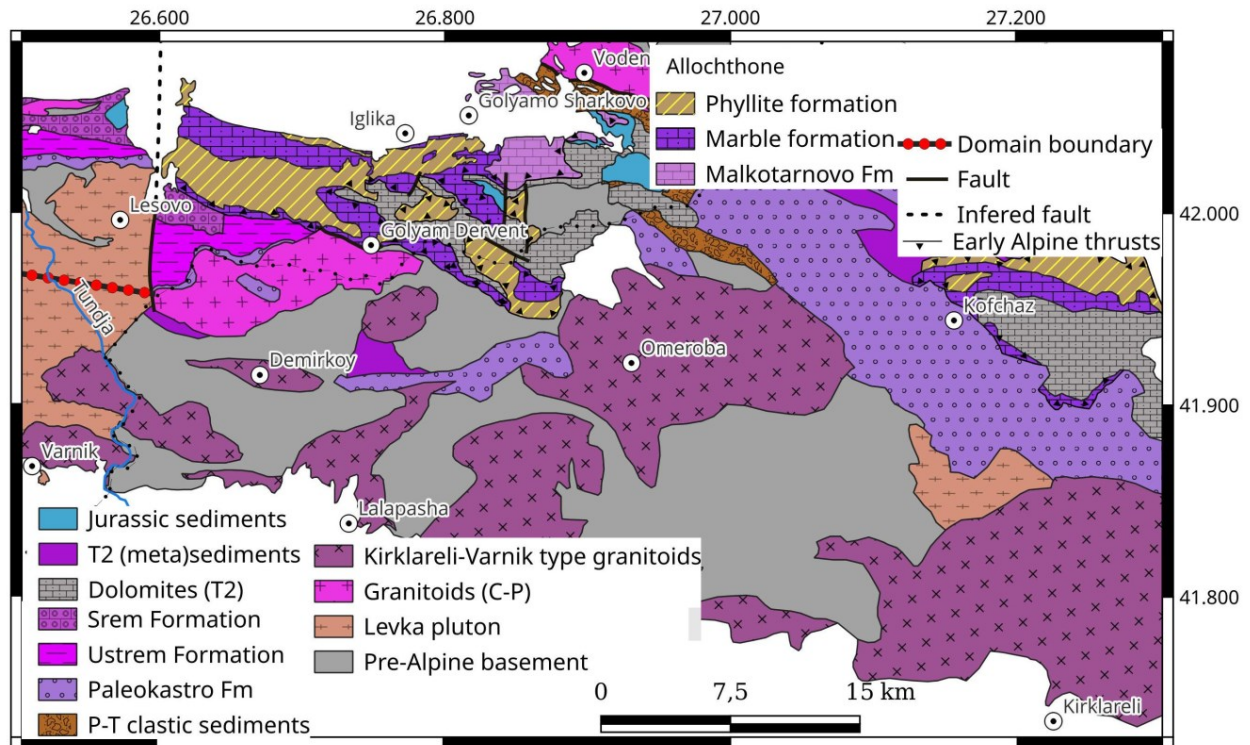 26.600 26.800 27.000 27.200
Voden
Allochthone
Phyllite formation
Golyamo Sharkovo
Iglika
Marble formation
Domain boundary
Malkotarnovo Fm
Fault
Lesovo
Infered fault
42.000
Golyam Dervent
Early Alpine thrusts
Tundja
Kofchaz
Demirkoy
Omeroba
41.900
Varnik
Lalapasha
Jurassic sediments
T2 (meta)sediments
Kirklareli-Varnik type granitoids
Dolomites (T2)
Granitoids (C-P)
41.800
Srem Formation
Levka pluton
Ustrem Formation
Pre-Alpine basement
Paleokastro Fm
0 7,5 15 km
P-T clastic sediments
Kirklareli